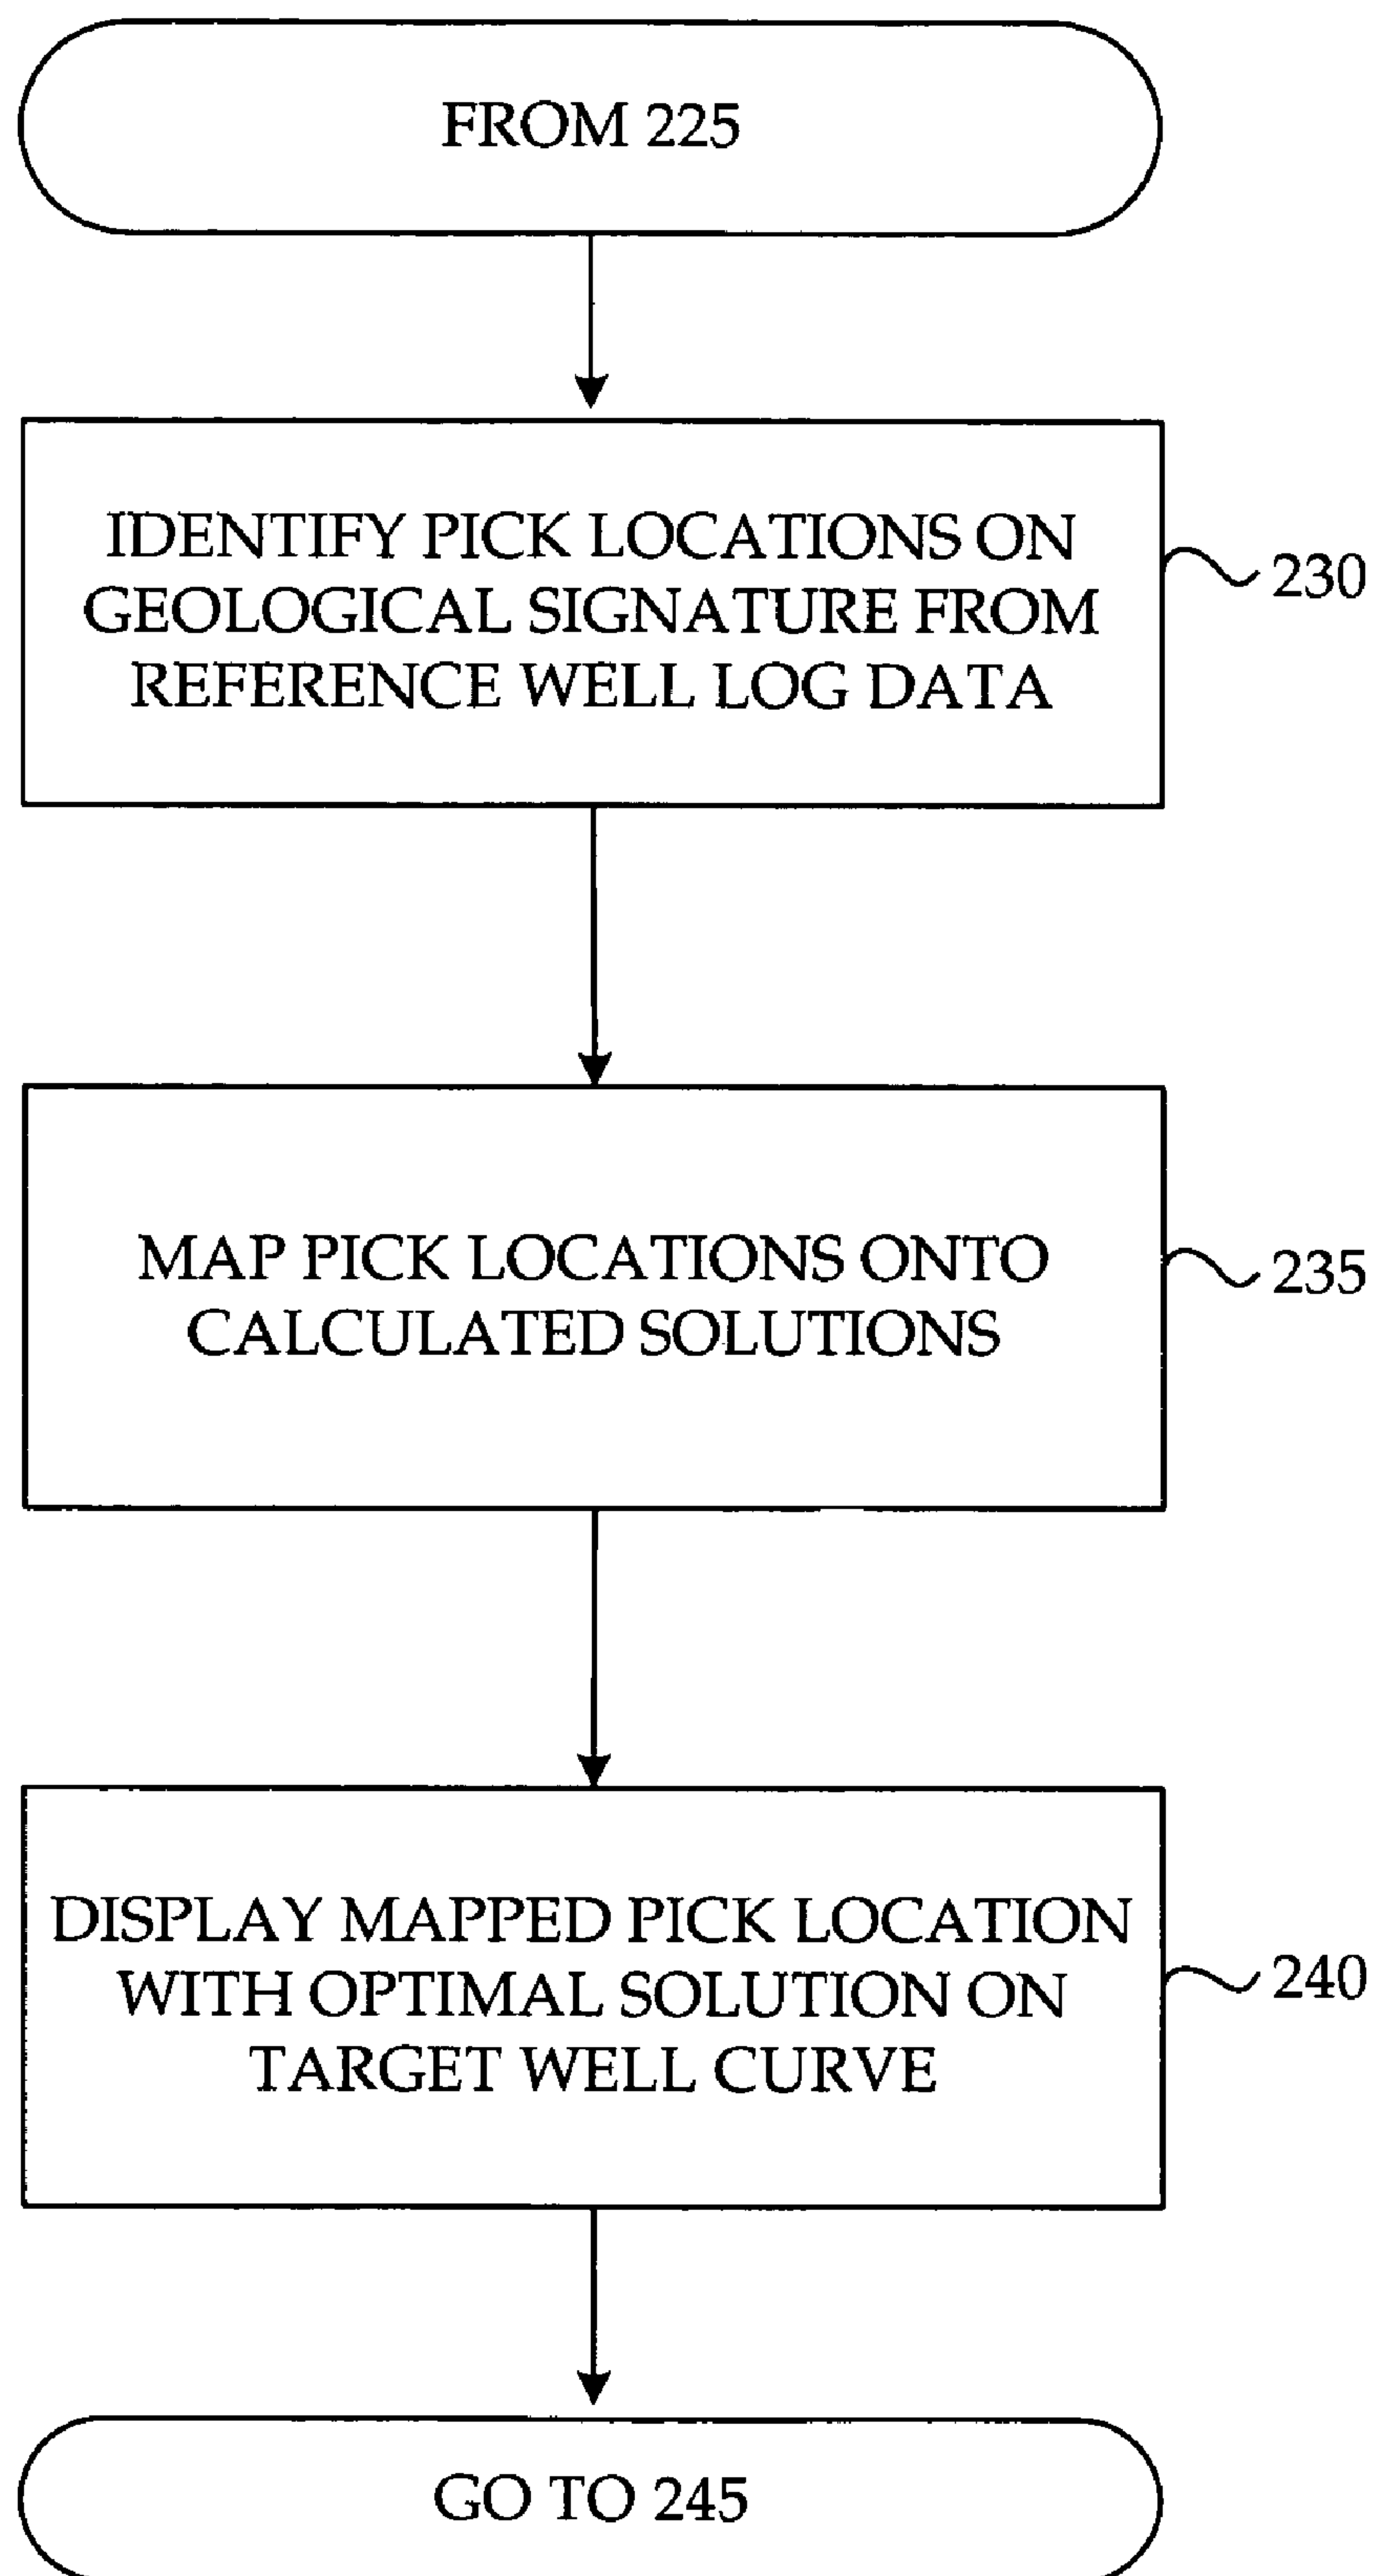 FROM 225
IDENTIFY PICK LOCATIONS ON
GEOLOGICAL SIGNATURE FROM
REFERENCE WELL LOG DATA
230
MAP PICK LOCATIONS ONTO
CALCULATED SOLUTIONS
235
DISPLAY MAPPED PICK LOCATION
WITH OPTIMAL SOLUTION ON
TARGET WELL CURVE
240
GO TO 245